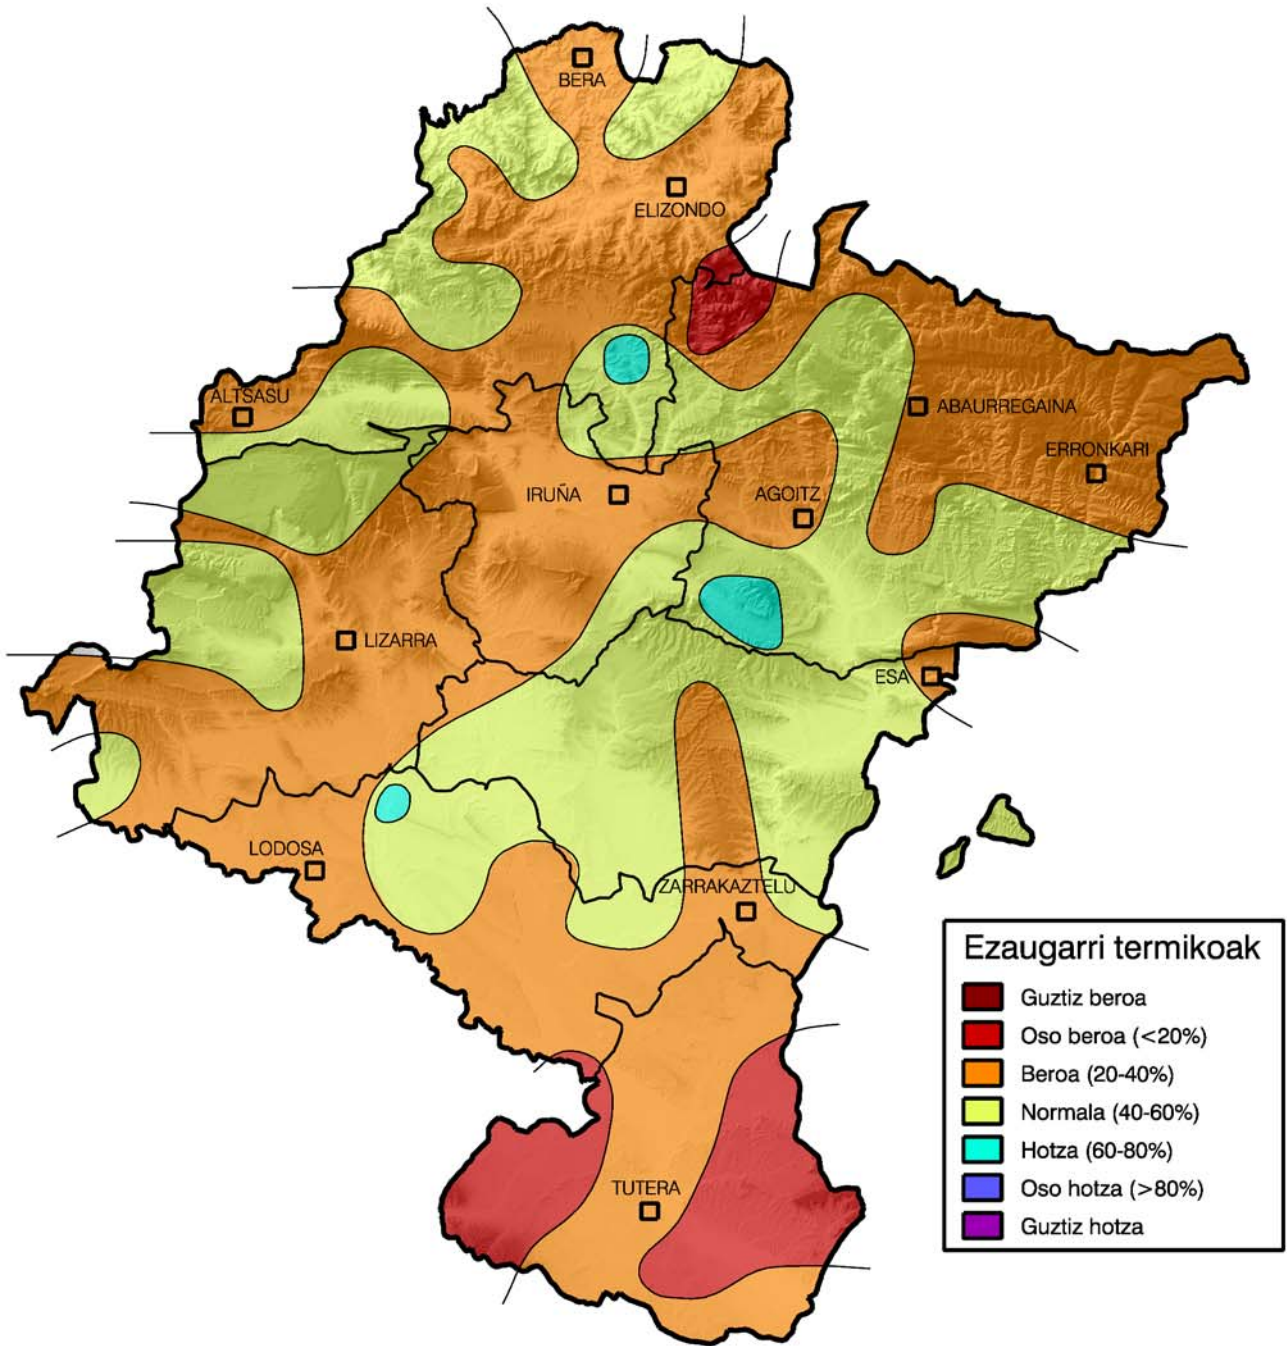 BERA
ELIZONDO
ALTSASU
ABAURREGAINA
ERRONKARI
IRUÑA
AGOITZ
LIZARRA
ESA
LODOSA
ZARRAKAZTELU
TUTERA
Ezaugarri termikoak
Guztiz beroa
Oso beroa (<20%)
Beroa (20-40%)
Normala (40-60%)
Hotza (60-80%)
Oso hotza (>80%)
Guztiz hotza